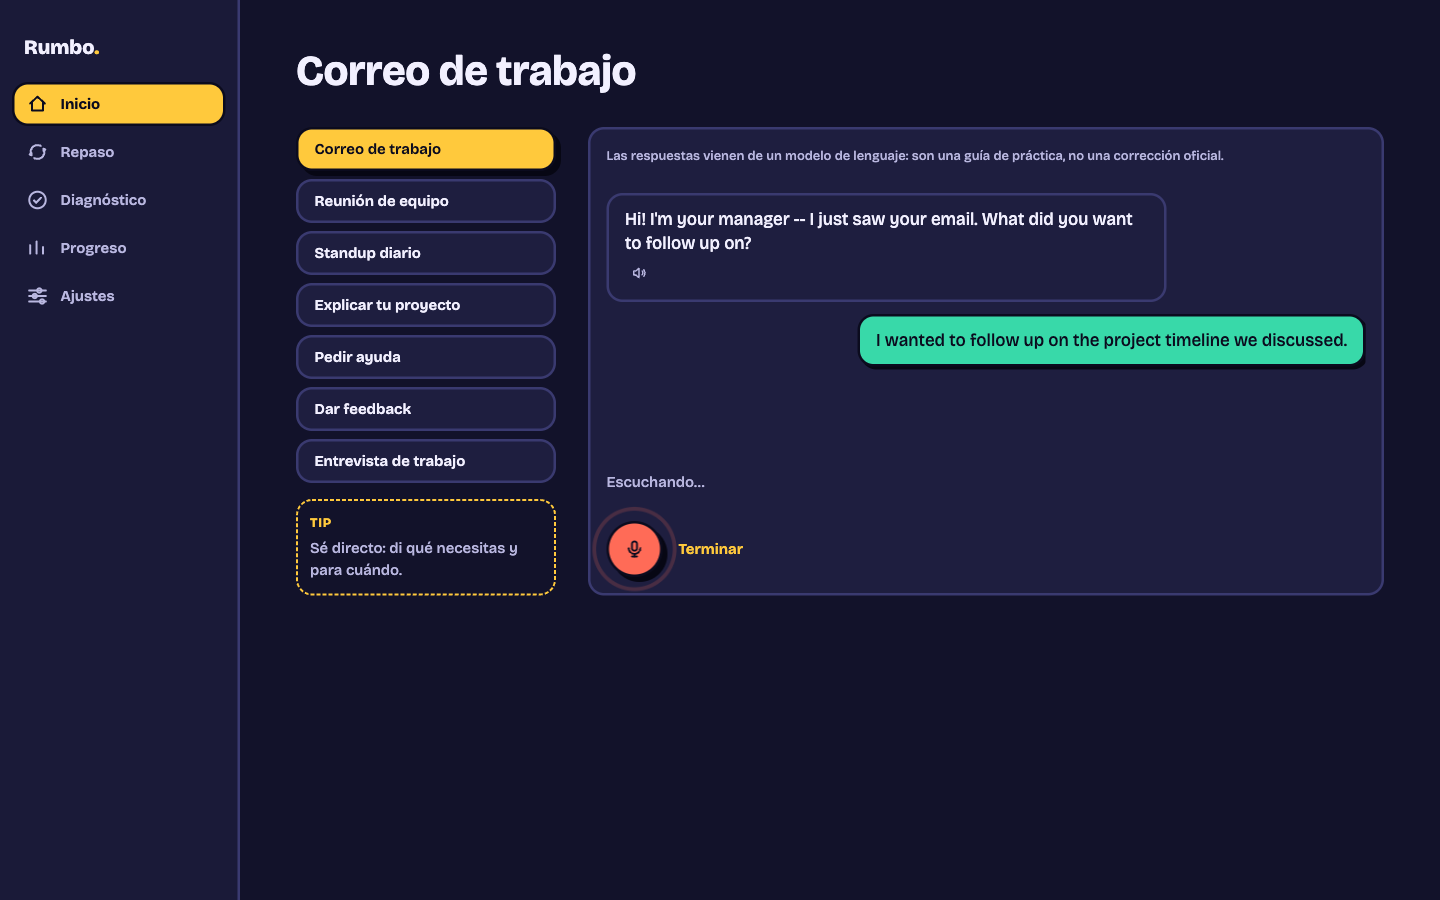 Rumbo.
Inicio
Repaso
Diagnóstico
Progreso
Ajustes
Correo de trabajo
Correo de trabajo
Reunión de equipo
Standup diario
Explicar tu proyecto
Pedir ayuda
Dar feedback
Entrevista de trabajo
TIP
Sé directo: di qué necesitas y
para cuándo.
Las respuestas vienen de un modelo de lenguaje: son una guía de práctica, no una corrección oficial.
Hi! I'm your manager -- I just saw your email. What did you want
to follow up on?
I wanted to follow up on the project timeline we discussed.
Escuchando...
Terminar